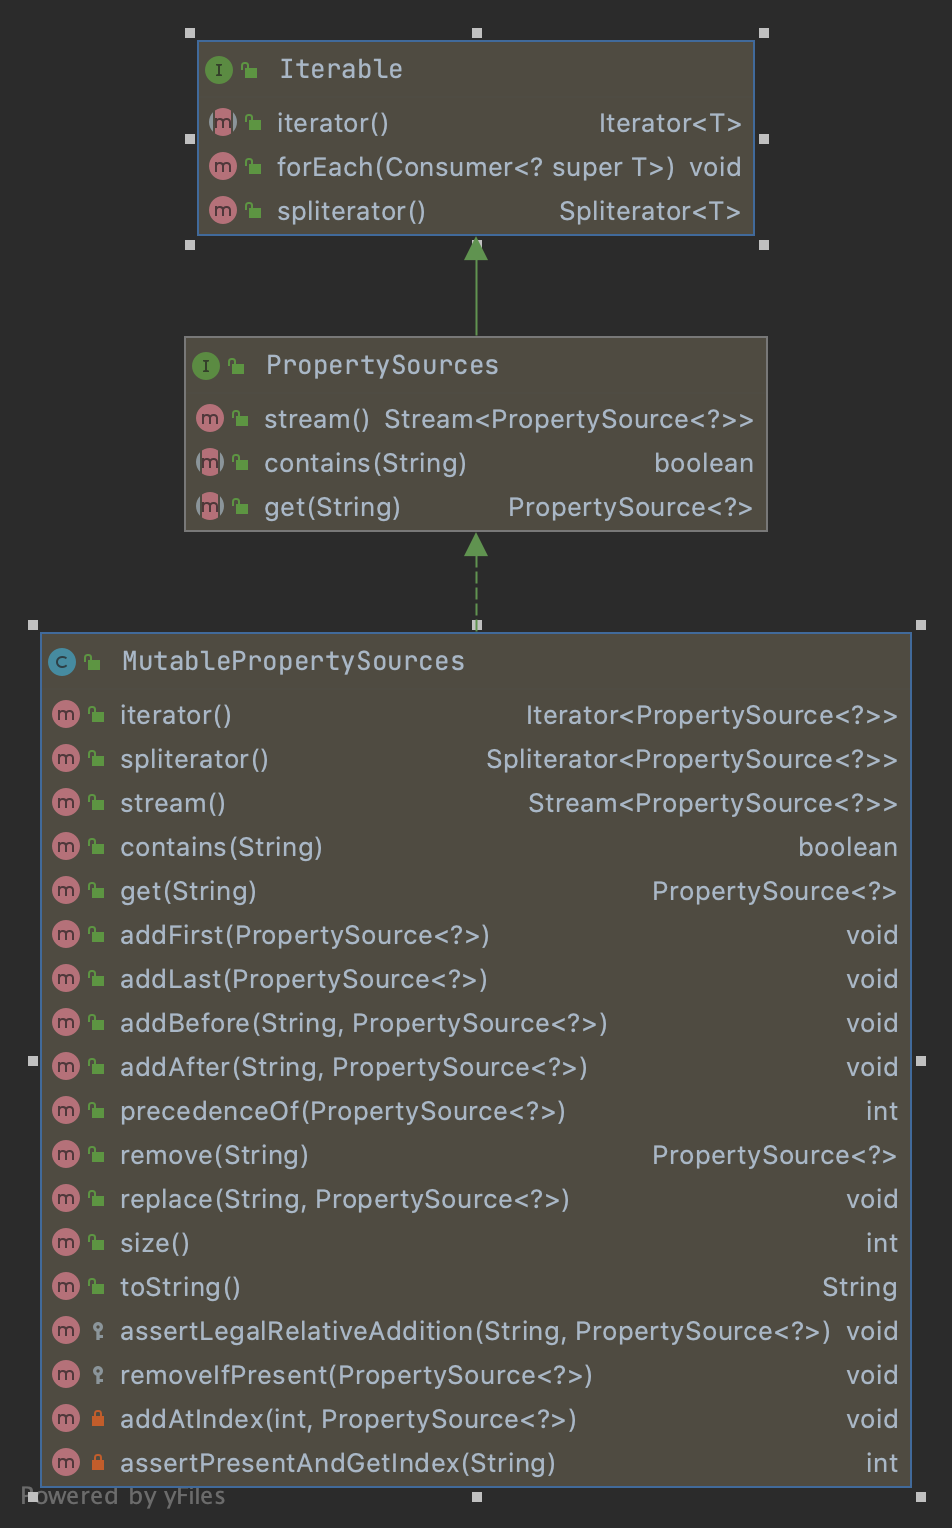 I Iterable
m iterator() Iterator<T>
m forEach(Consumer<? super T>) void
m spliterator() Spliterator<T>
I PropertySources
m stream() Stream<PropertySource<?>>
m contains(String) boolean
m get(String) PropertySource<?>
C MutablePropertySources
m iterator() Iterator<PropertySource<?>>
m spliterator() Spliterator<PropertySource<?>>
m stream() Stream<PropertySource<?>>
m contains(String) boolean
m get(String) PropertySource<?>
m addFirst(PropertySource<?>) void
m addLast(PropertySource<?>) void
m addBefore(String, PropertySource<?>) void
m addAfter(String, PropertySource<?>) void
m precedenceOf(PropertySource<?>) int
m remove(String) PropertySource<?>
m replace(String, PropertySource<?>) void
m size() int
m toString() String
m assertLegalRelativeAddition(String, PropertySource<?>) void
m removeIfPresent(PropertySource<?>) void
m addAtIndex(int, PropertySource<?>) void
m assertPresentAndGetIndex(String) int
Powered by yFiles